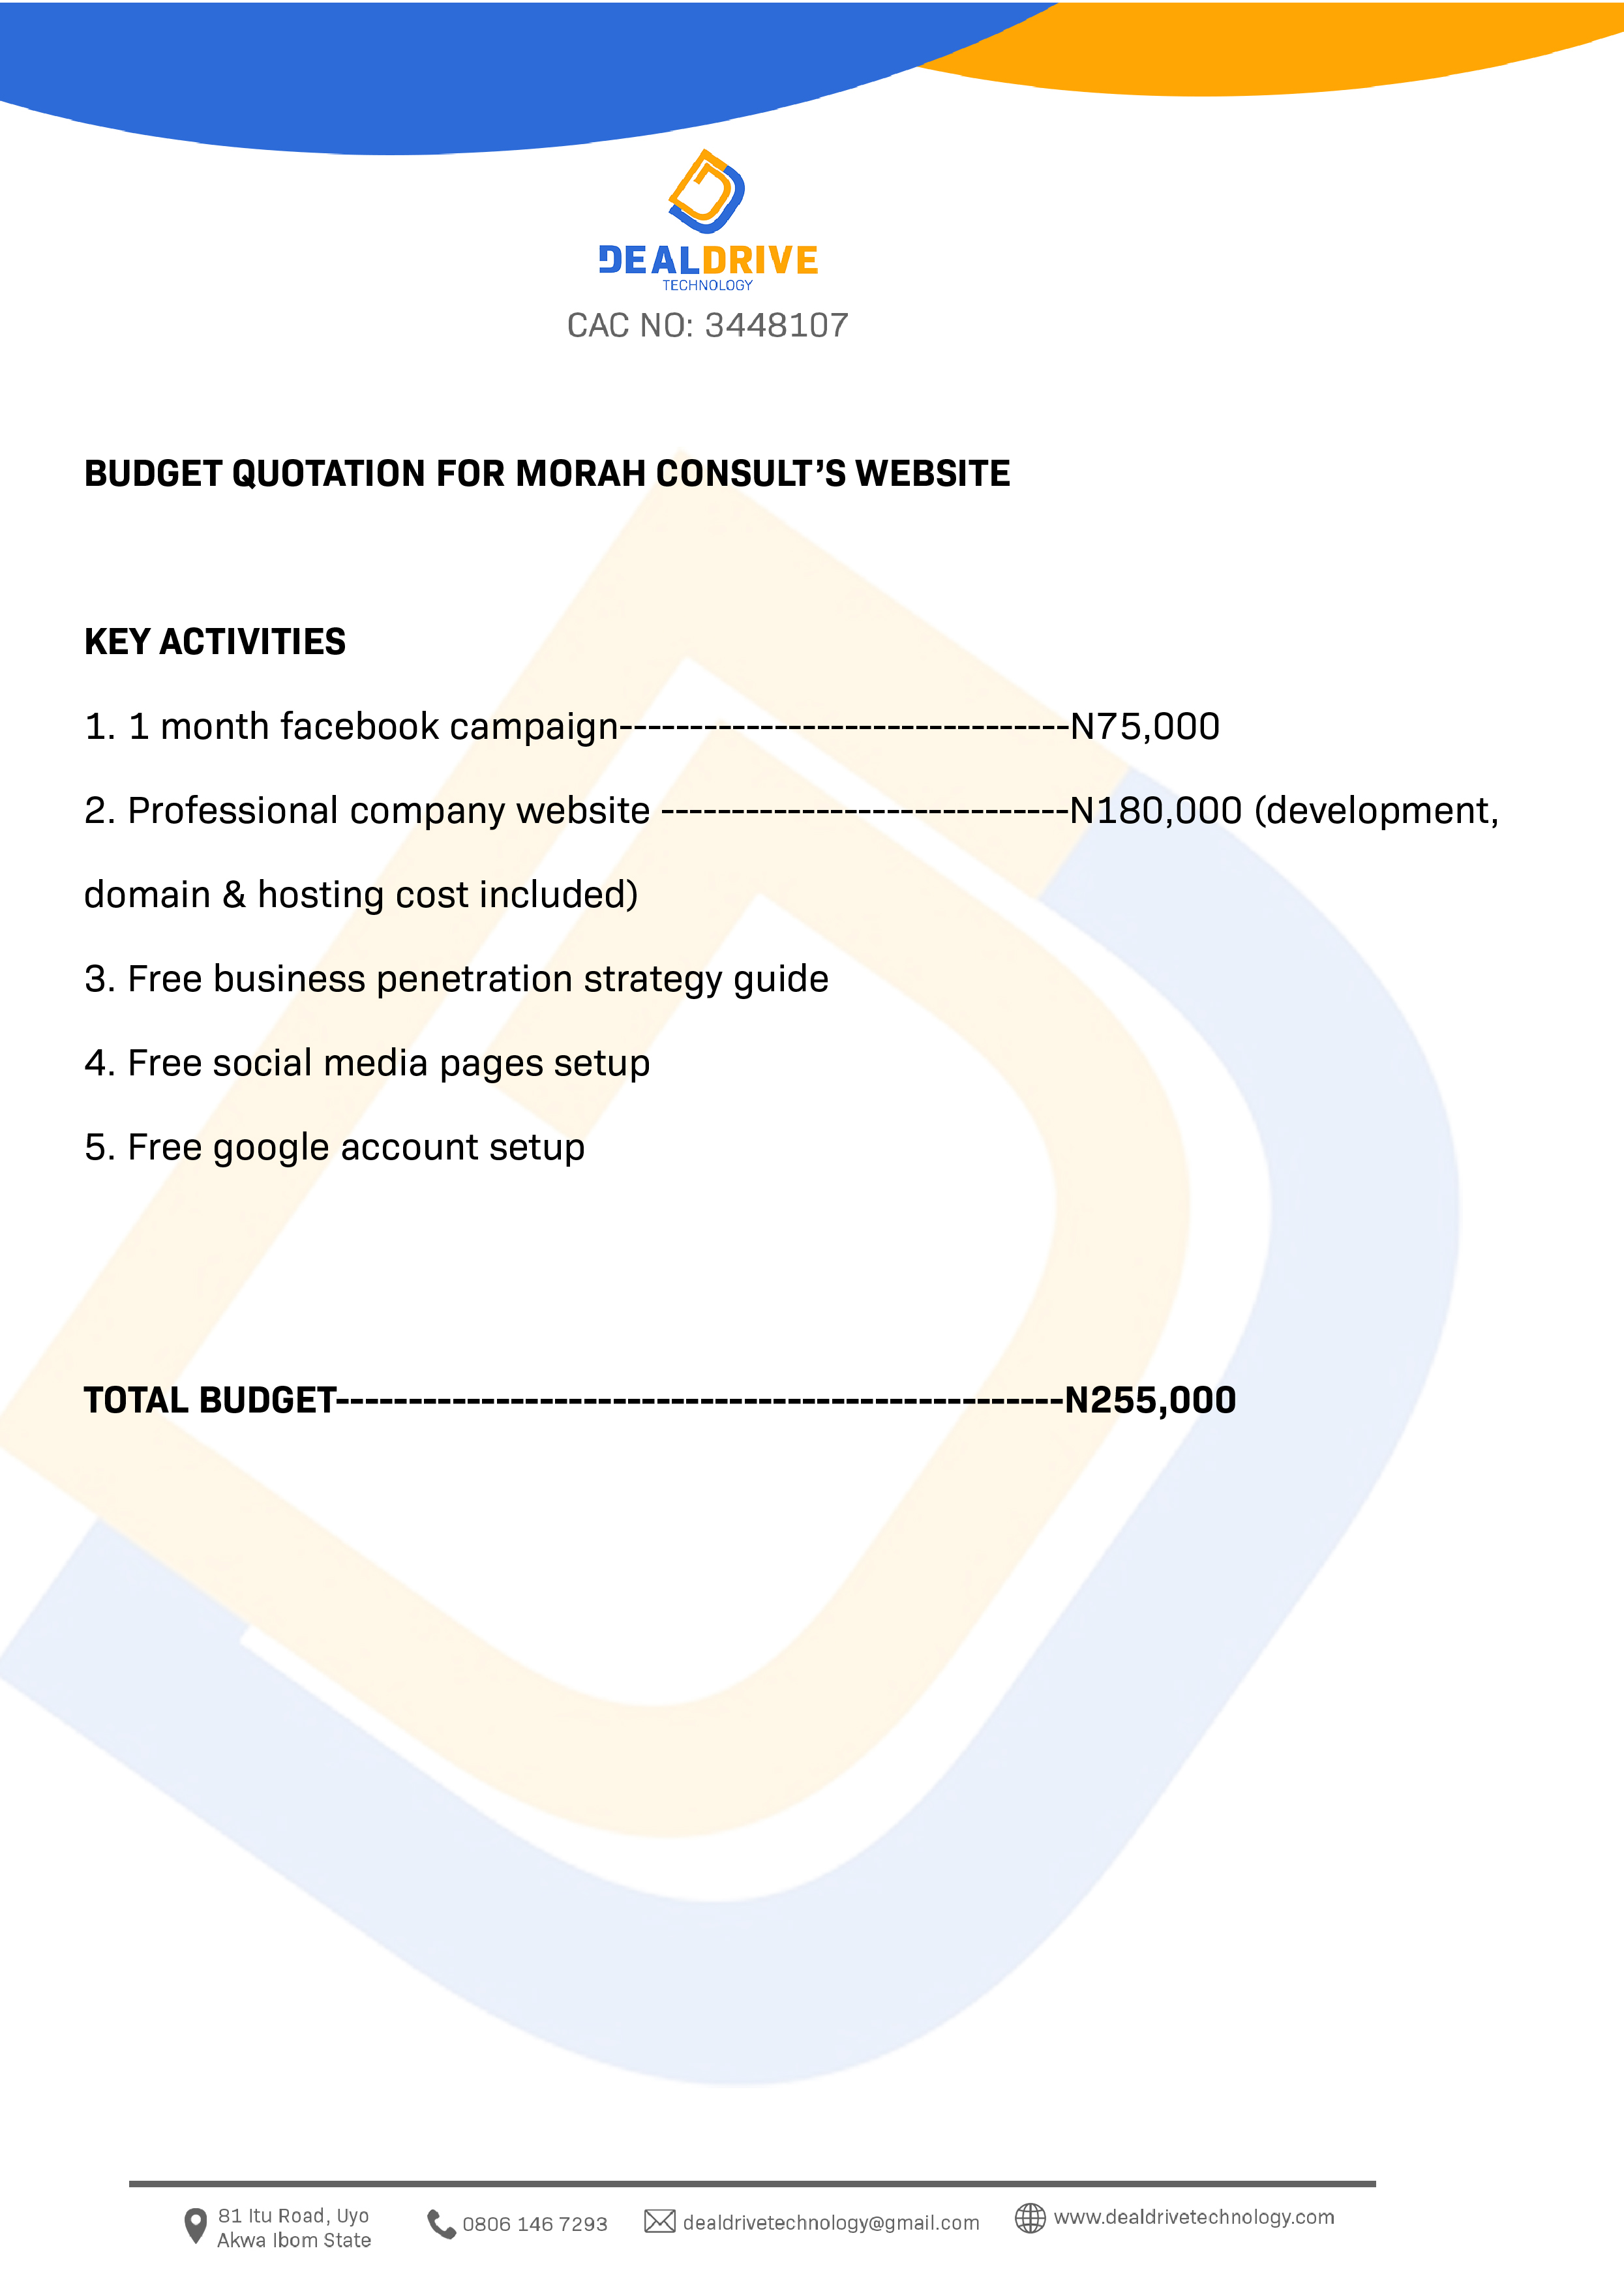 DEALDRIVE
TECHNOLOGY
CAC NO: 3448107
BUDGET QUOTATION FOR MORAH CONSULT’S WEBSITE
KEY ACTIVITIES
1. 1 month facebook campaign--------------------------------N75,000
2. Professional company website -----------------------------N180,000 (development,
domain & hosting cost included)
3. Free business penetration strategy guide
4. Free social media pages setup
5. Free google account setup
TOTAL BUDGET--------------------------------------------------N255,000
81 Itu Road, Uyo
Akwa Ibom State
0806 146 7293
dealdrivetechnology@gmail.com
www.dealdrivetechnology.com